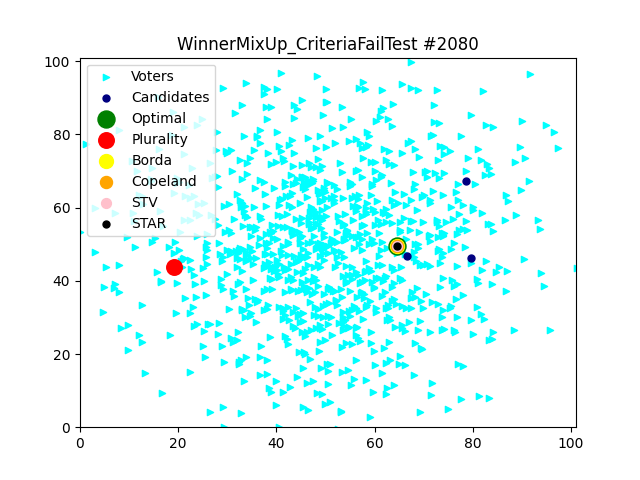 WinnerMixUp_CriteriaFailTest #2080
100
80
60
40
20
0
Voters
Candidates
Optimal
Plurality
Borda
Copeland
STV
STAR
0
20
40
60
80
100